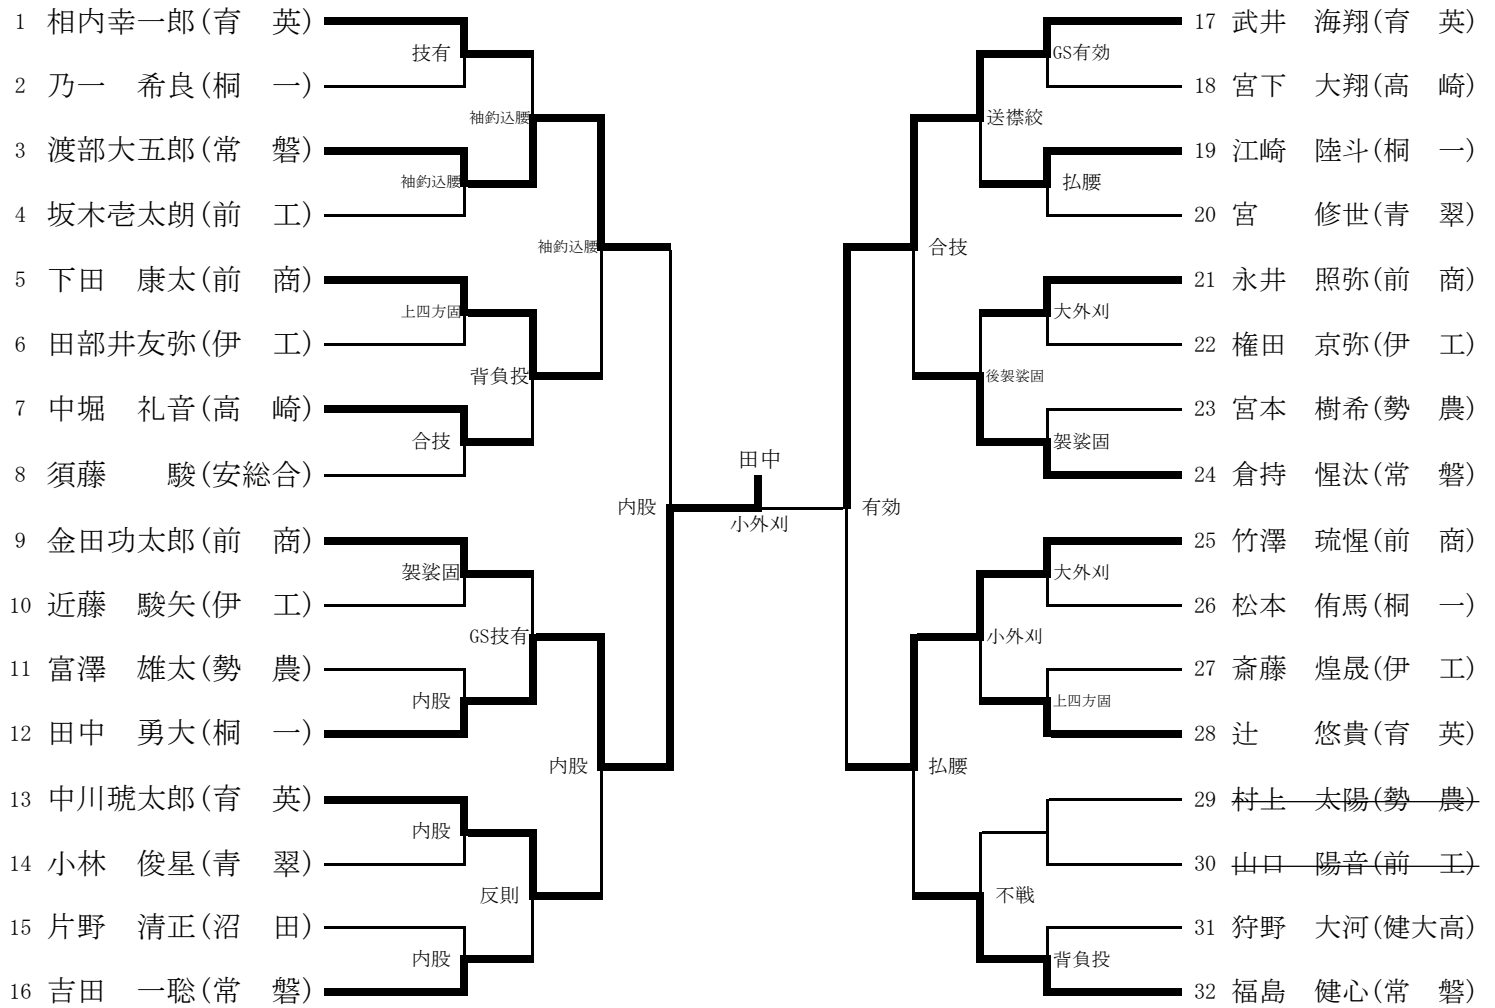 1 相内幸一郎(育　英)
技有
2 乃一　希良(桐　一)
袖釣込腰
3 渡部大五郎(常　磐)
袖釣込腰
4 坂木壱太朗(前　工)
袖釣込腰
5 下田　康太(前　商)
上四方固
6 田部井友弥(伊　工)
背負投
7 中堀　礼音(高　崎)
合技
8 須藤　　駿(安総合)
内股
9 金田功太郎(前　商)
袈裟固
10 近藤　駿矢(伊　工)
GS技有
11 富澤　雄太(勢　農)
内股
12 田中　勇大(桐　一)
内股
13 中川琥太郎(育　英)
内股
14 小林　俊星(青　翠)
反則
15 片野　清正(沼　田)
内股
16 吉田　一聡(常　磐)
田中
小外刈
17 武井　海翔(育　英)
GS有効
18 宮下　大翔(高　崎)
送襟絞
19 江崎　陸斗(桐　一)
払腰
20 宮　　修世(青　翠)
合技
21 永井　照弥(前　商)
大外刈
22 権田　京弥(伊　工)
後袈裟固
23 宮本　樹希(勢　農)
袈裟固
24 倉持　惺汰(常　磐)
有効
25 竹澤　琉惺(前　商)
大外刈
26 松本　侑馬(桐　一)
小外刈
27 斎藤　煌晟(伊　工)
上四方固
28 辻　　悠貴(育　英)
払腰
29 村上　太陽(勢　農)
30 山口　陽音(前　工)
不戦
31 狩野　大河(健大高)
背負投
32 福島　健心(常　磐)